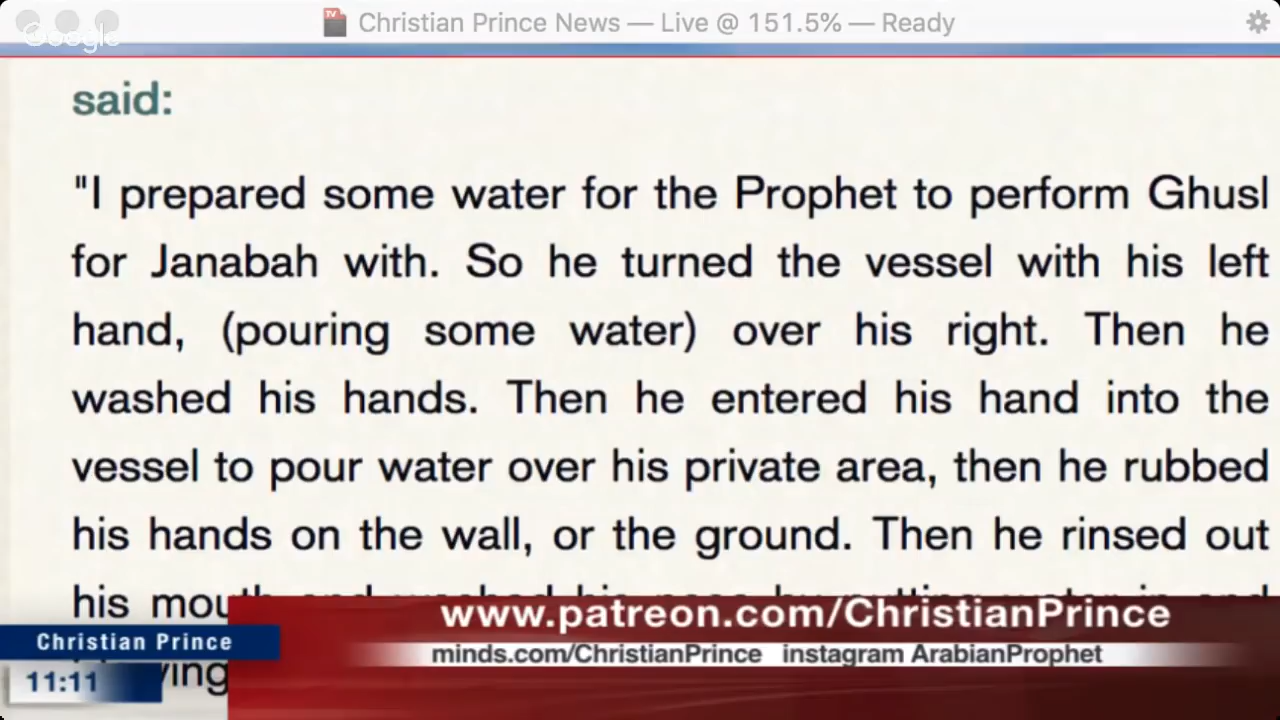 Christian Prince News — Live @ 151.5% — Ready
Google
said:
"I prepared some water for the Prophet to perform Ghusl
for Janabah with. So he turned the vessel with his left
hand, (pouring some water) over his right. Then he
washed his hands. Then he entered his hand into the
vessel to pour water over his private area, then he rubbed
his hands on the wall, or the ground. Then he rinsed out
his
www.patreon.com/ChristianPrince
Christian Prince
minds.com/ChristianPrince instagram ArabianProphet
11:11